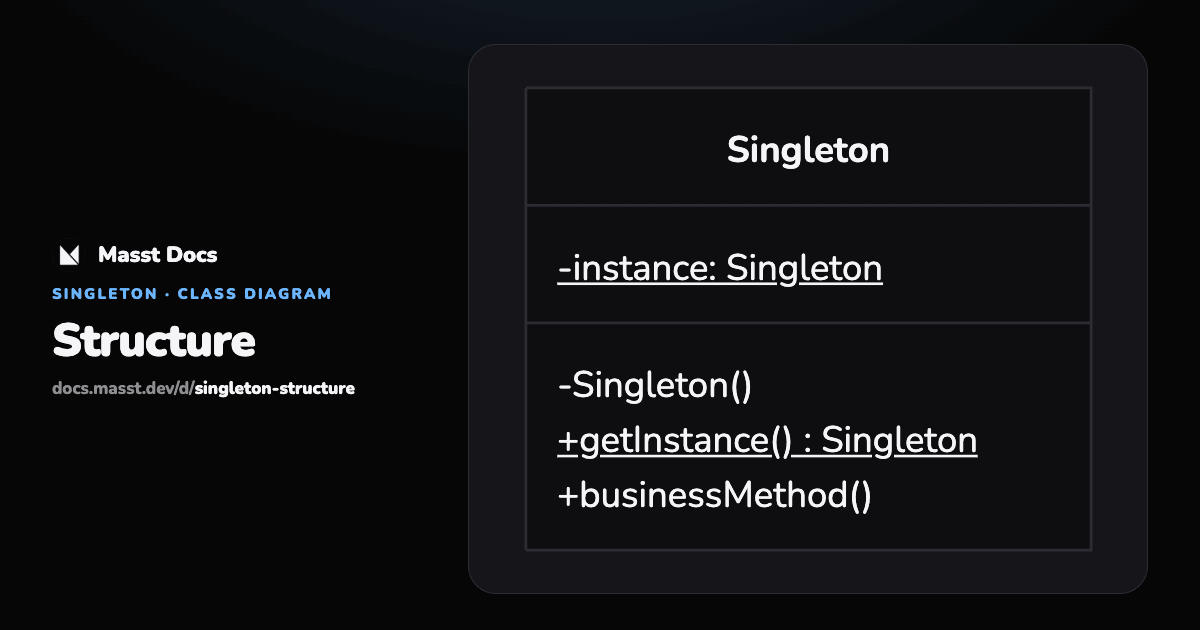 Masst Docs
SINGLETON · CLASS DIAGRAM
Structure
docs.masst.dev/d/singleton-structure
Singleton
-instance: Singleton
-Singleton()
+getInstance() : Singleton
+businessMethod()